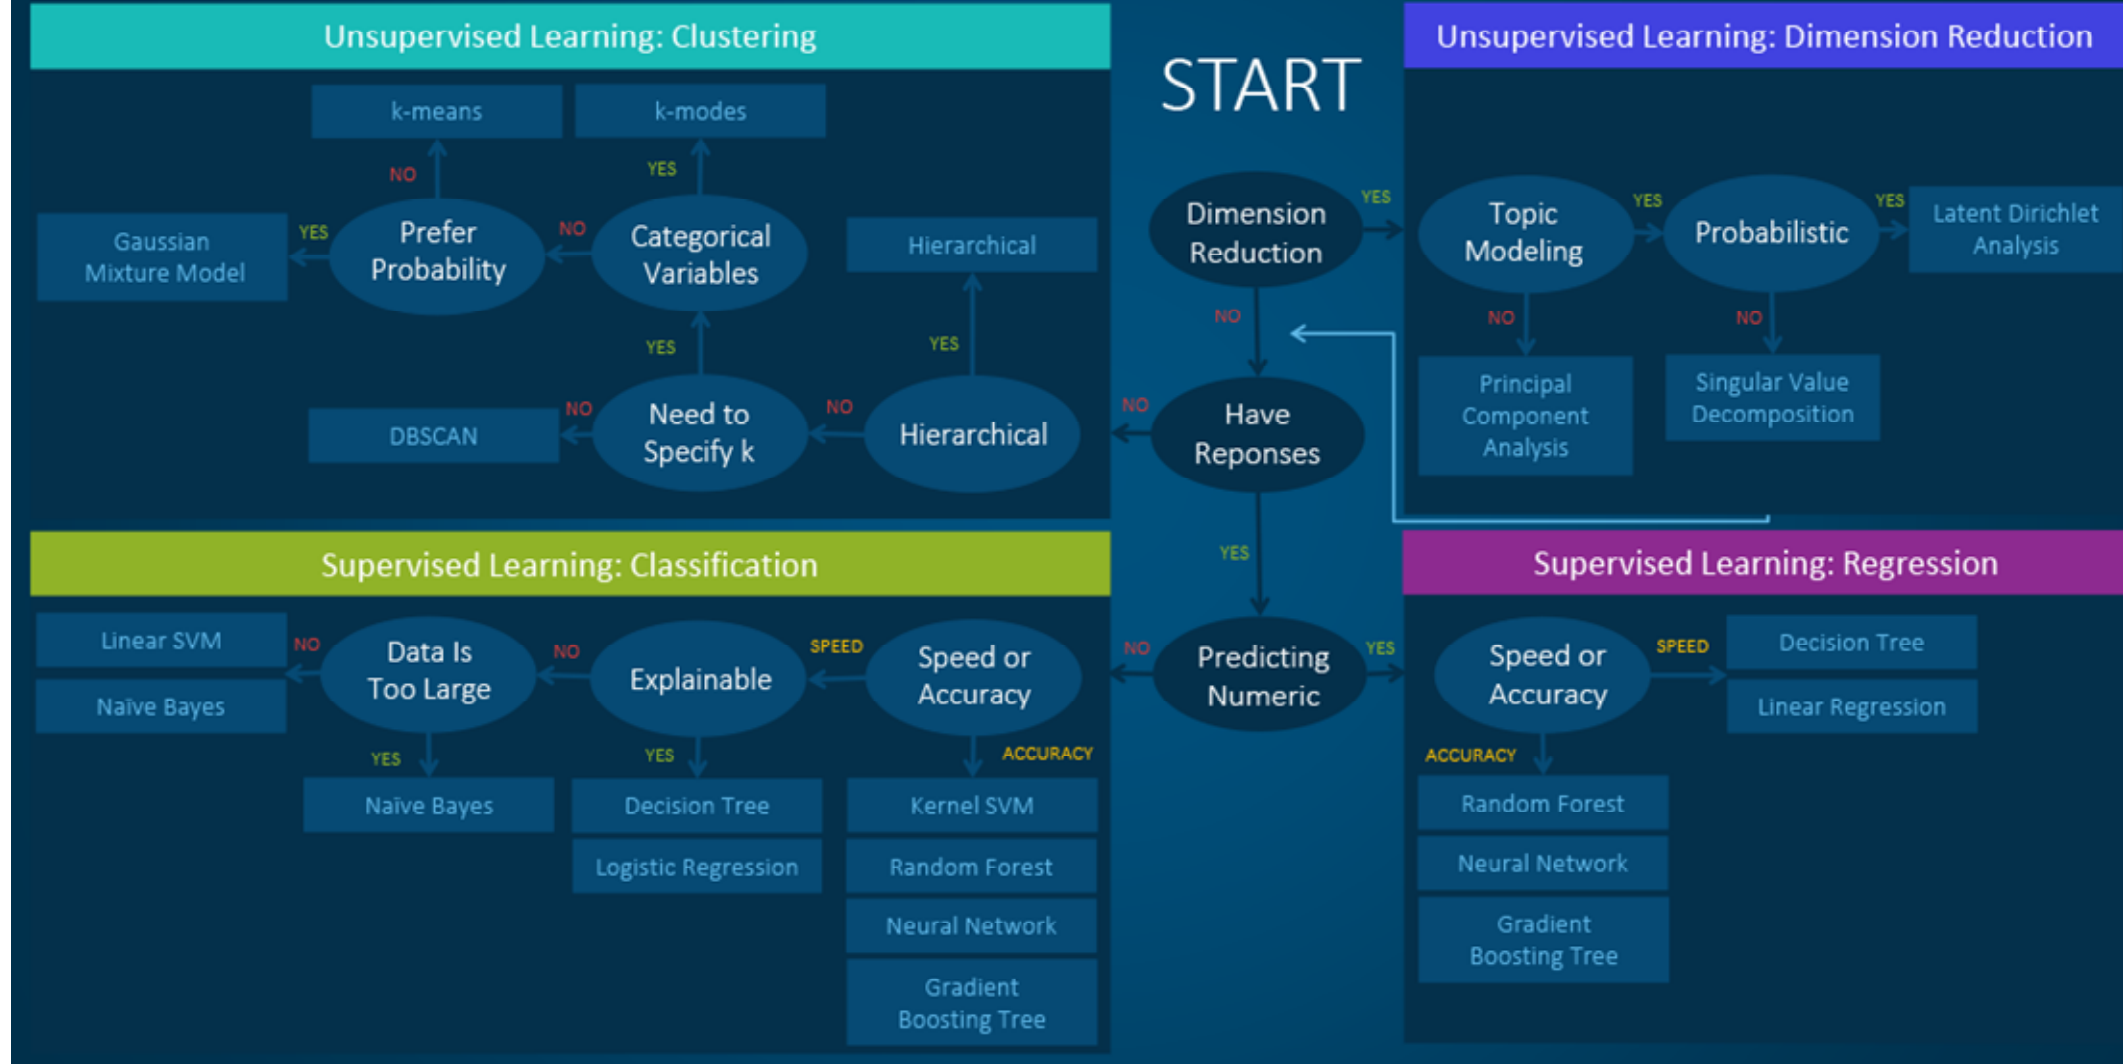 Unsupervised Learning: Clustering
k-means
k-modes
NO
YES
Gaussian
Mixture Model
YES
Prefer
Probability
NO
Categorical
Variables
Hierarchical
YES
YES
DBSCAN
NO
Need to
Specify k
NO
Hierarchical
START
Dimension
Reduction
YES
NO
NO
Have
Reponses
YES
NO
Predicting
Numeric
YES
Unsupervised Learning: Dimension Reduction
Topic
Modeling
YES
Probabilistic
YES
Latent Dirichlet
Analysis
NO
NO
Principal
Component
Analysis
Singular Value
Decomposition
Supervised Learning: Classification
Linear SVM
Naïve Bayes
NO
Data Is
Too Large
NO
Explainable
SPEED
Speed or
Accuracy
YES
YES
ACCURACY
Naïve Bayes
Decision Tree
Logistic Regression
Kernel SVM
Random Forest
Neural Network
Gradient
Boosting Tree
Supervised Learning: Regression
Speed or
Accuracy
SPEED
Decision Tree
Linear Regression
ACCURACY
Random Forest
Neural Network
Gradient
Boosting Tree